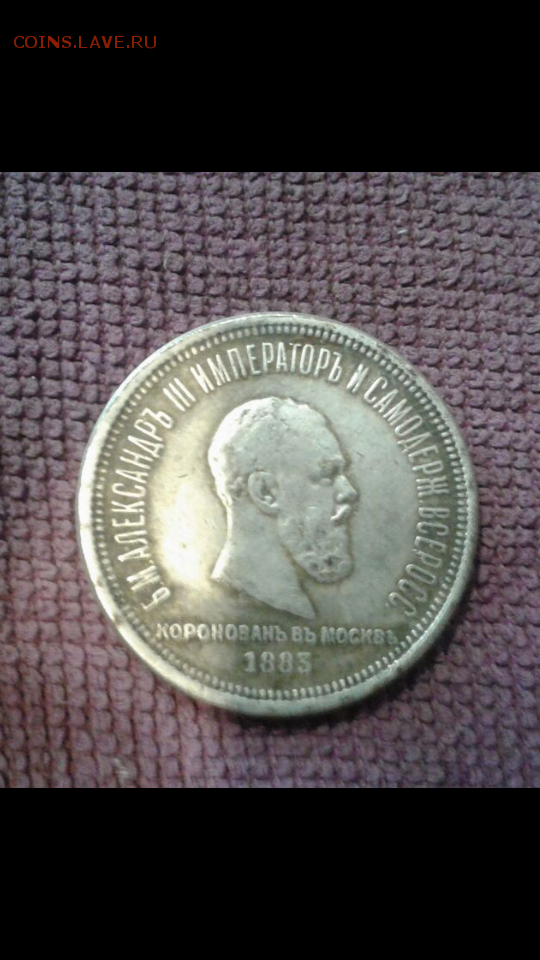 COINS.LAVE.RU
Б.М.АЛЕКСАНДРЪ III ИМПЕРАТОРЪ И САМОДЕРЖ.ВСЕРОСС.
КОРОНОВАНЪ ВЪ МОСКВѢ
1883